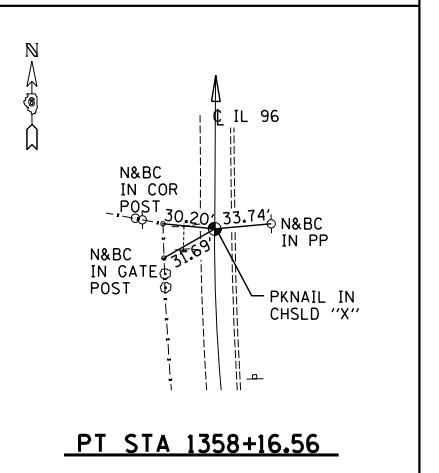 N
℄ IL 96
N&BC
IN COR
POST
30.20' 33.74'
N&BC
IN PP
N&BC
IN GATE
POST
31.69'
PKNAIL IN
CHSLD "X"
PT STA 1358+16.56